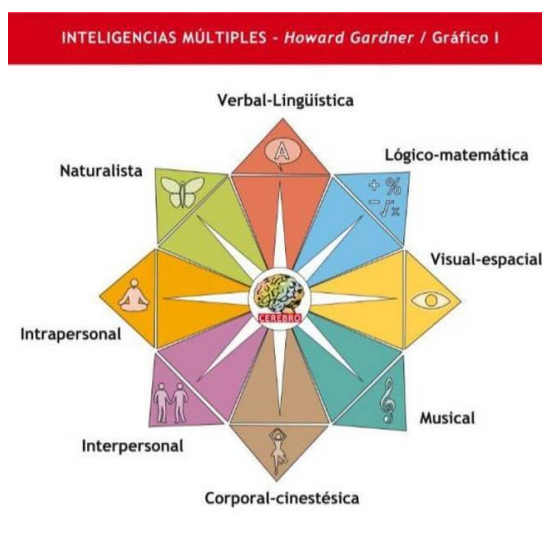 INTELIGENCIAS MÚLTIPLES - Howard Gardner / Gráfico I
Verbal-Lingüística
A
Lógico-matemática
+ %
- √x
Naturalista
Visual-espacial
CEREBRO
Intrapersonal
Musical
Interpersonal
Corporal-cinestésica